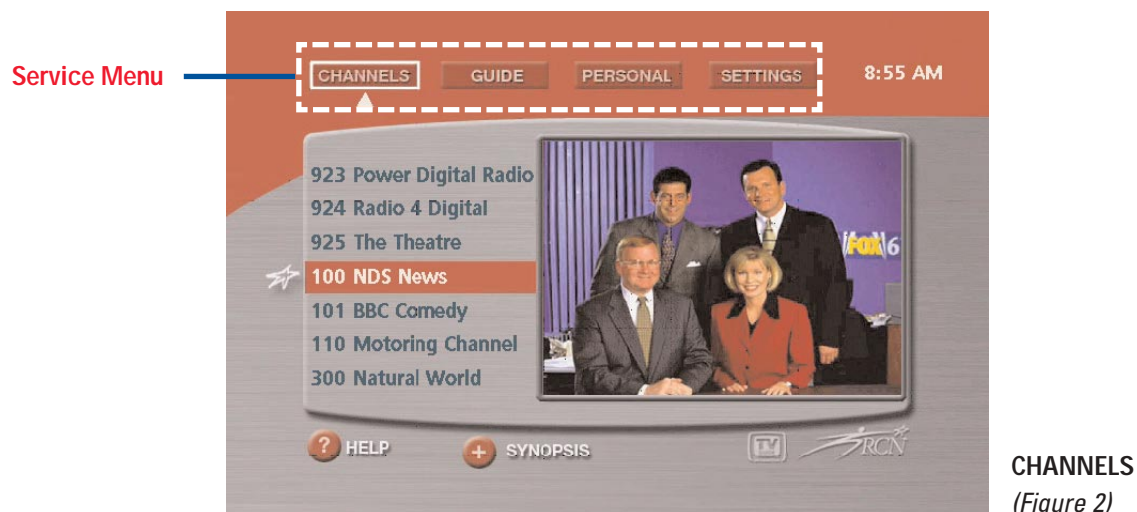 Service Menu
CHANNELS GUIDE PERSONAL SETTINGS 8:55 AM
923 Power Digital Radio
924 Radio 4 Digital
925 The Theatre
100 NDS News
101 BBC Comedy
110 Motoring Channel
300 Natural World
FOX 6
? HELP + SYNOPSIS TV RCN
CHANNELS
(Figure 2)